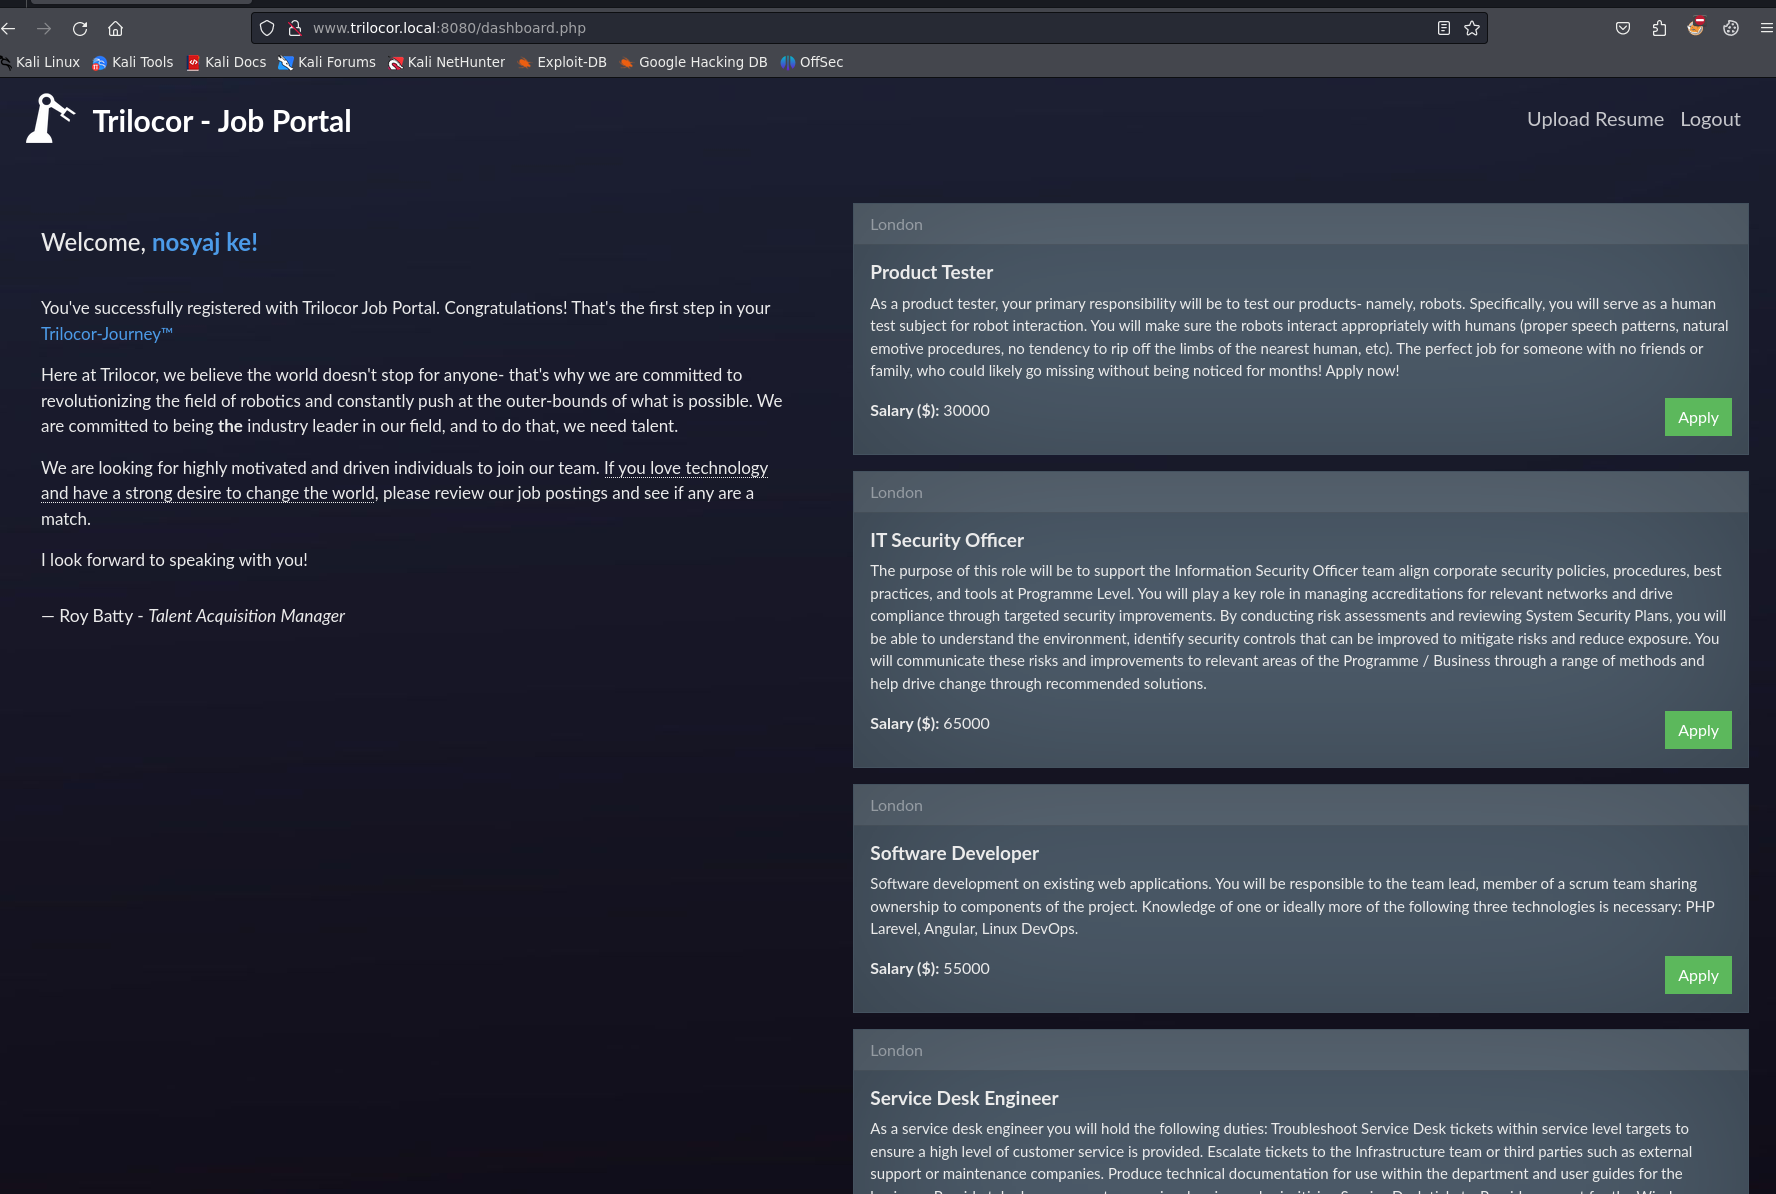 www.trilocor.local:8080/dashboard.php
Kali Linux Kali Tools Kali Docs Kali Forums Kali NetHunter Exploit-DB Google Hacking DB OffSec
Trilocor - Job Portal
Upload Resume Logout
Welcome, nosyaj ke!
You've successfully registered with Trilocor Job Portal. Congratulations! That's the first step in your
Trilocor-Journey™
Here at Trilocor, we believe the world doesn't stop for anyone- that's why we are committed to
revolutionizing the field of robotics and constantly push at the outer-bounds of what is possible. We
are committed to being the industry leader in our field, and to do that, we need talent.
We are looking for highly motivated and driven individuals to join our team. If you love technology
and have a strong desire to change the world, please review our job postings and see if any are a
match.
I look forward to speaking with you!
— Roy Batty - Talent Acquisition Manager
London
Product Tester
As a product tester, your primary responsibility will be to test our products- namely, robots. Specifically, you will serve as a human
test subject for robot interaction. You will make sure the robots interact appropriately with humans (proper speech patterns, natural
emotive procedures, no tendency to rip off the limbs of the nearest human, etc). The perfect job for someone with no friends or
family, who could likely go missing without being noticed for months! Apply now!
Salary ($): 30000
Apply
London
IT Security Officer
The purpose of this role will be to support the Information Security Officer team align corporate security policies, procedures, best
practices, and tools at Programme Level. You will play a key role in managing accreditations for relevant networks and drive
compliance through targeted security improvements. By conducting risk assessments and reviewing System Security Plans, you will
be able to understand the environment, identify security controls that can be improved to mitigate risks and reduce exposure. You
will communicate these risks and improvements to relevant areas of the Programme / Business through a range of methods and
help drive change through recommended solutions.
Salary ($): 65000
Apply
London
Software Developer
Software development on existing web applications. You will be responsible to the team lead, member of a scrum team sharing
ownership to components of the project. Knowledge of one or ideally more of the following three technologies is necessary: PHP
Larevel, Angular, Linux DevOps.
Salary ($): 55000
Apply
London
Service Desk Engineer
As a service desk engineer you will hold the following duties: Troubleshoot Service Desk tickets within service level targets to
ensure a high level of customer service is provided. Escalate tickets to the Infrastructure team or third parties such as external
support or maintenance companies. Produce technical documentation for use within the department and user guides for the